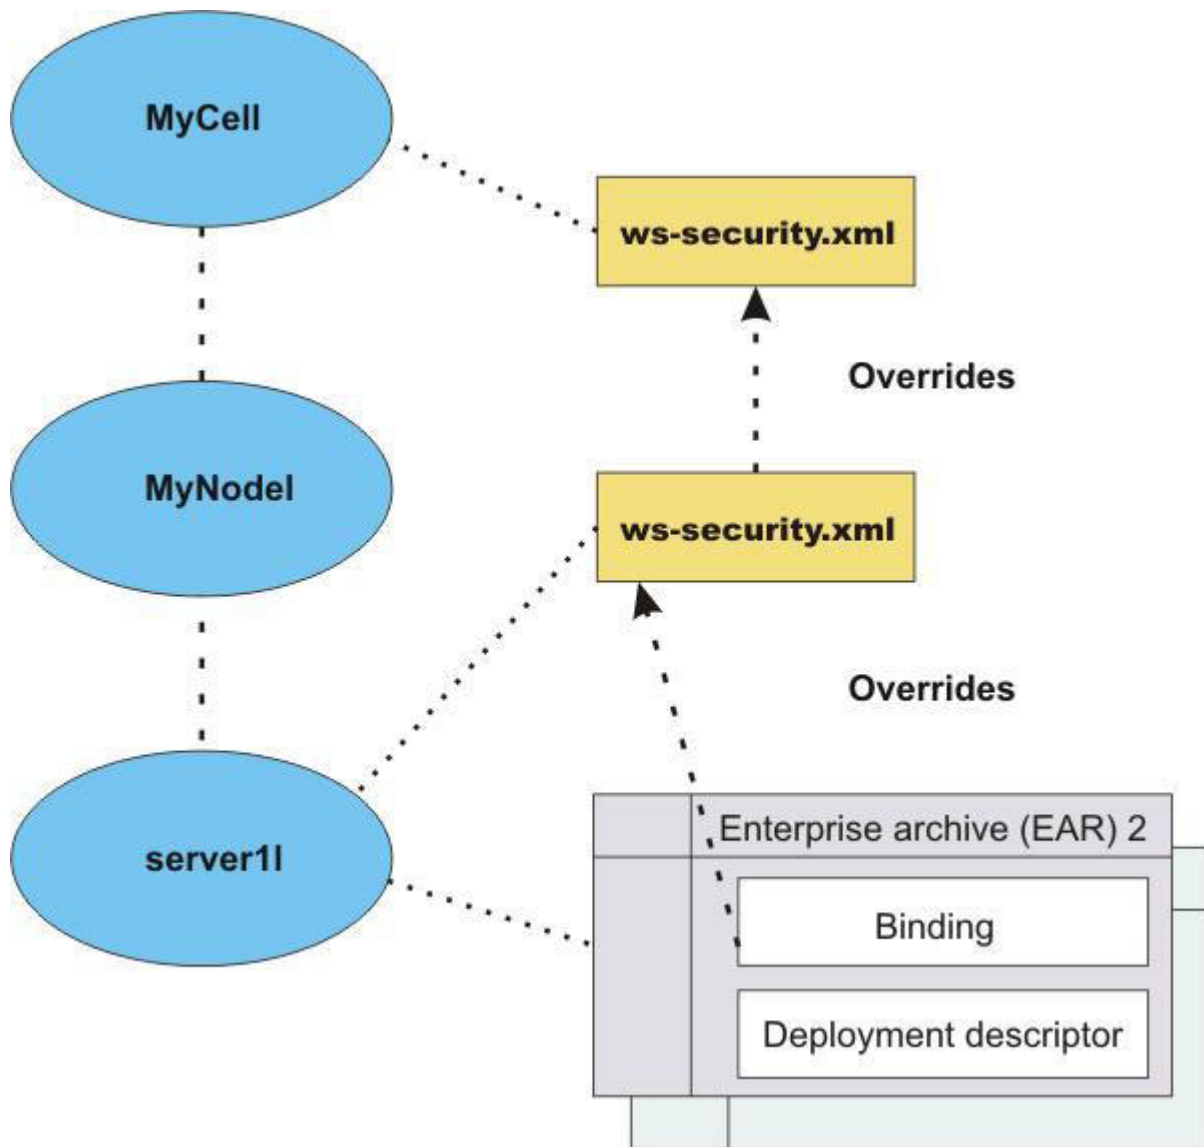 MyCell
ws-security.xml
Overrides
MyNodel
ws-security.xml
Overrides
server1l
Enterprise archive (EAR) 2
Binding
Deployment descriptor